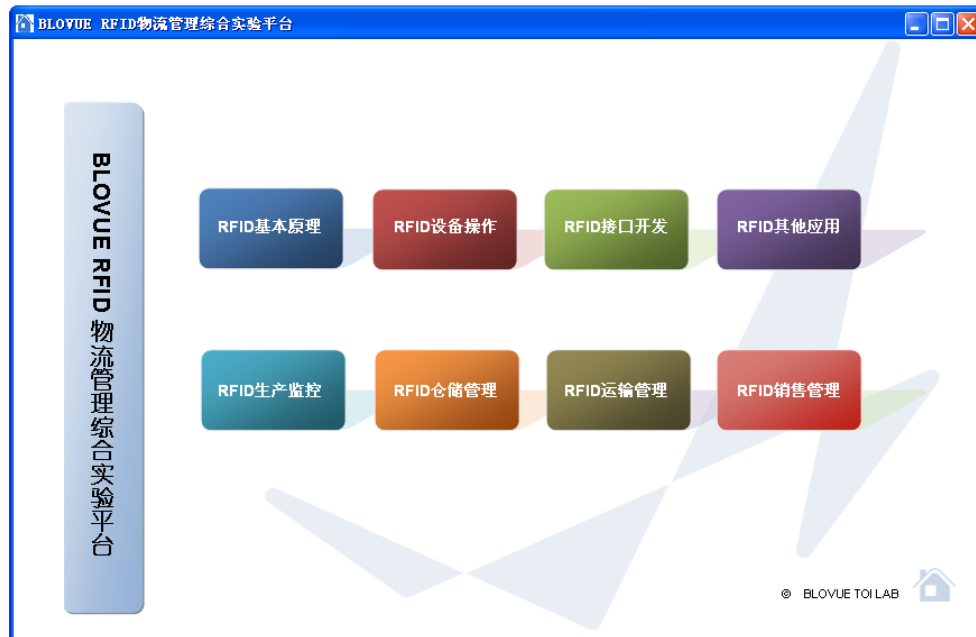 BLOVUE RFID物流管理综合实验平台
BLOVUE RFID 物流管理综合实验平台
RFID基本原理
RFID设备操作
RFID接口开发
RFID其他应用
RFID生产监控
RFID仓储管理
RFID运输管理
RFID销售管理
© BLOVUE TOI LAB